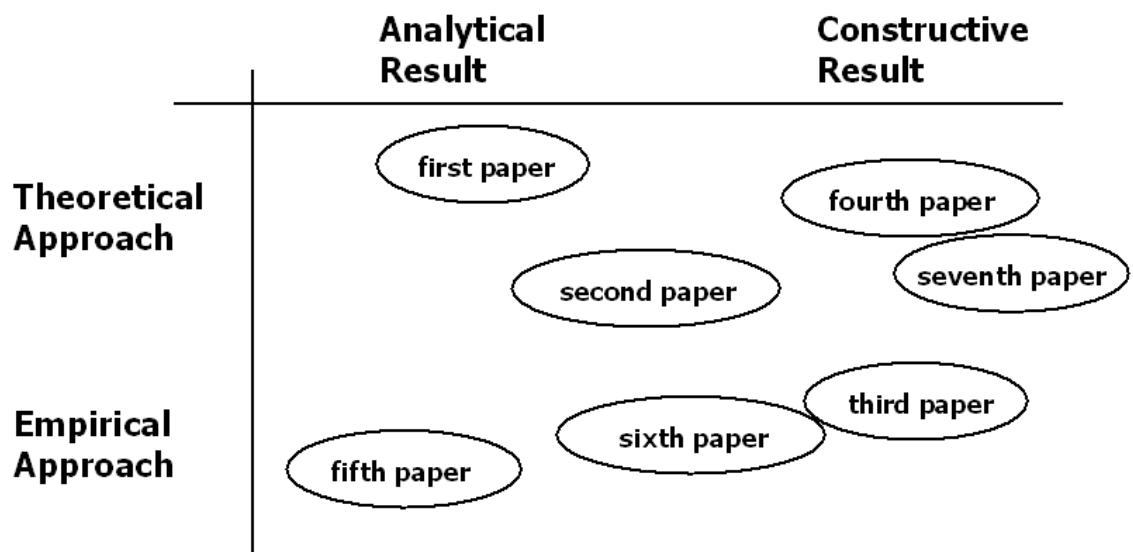 Analytical
Result
Constructive
Result
Theoretical
Approach
first paper
fourth paper
seventh paper
second paper
Empirical
Approach
third paper
sixth paper
fifth paper